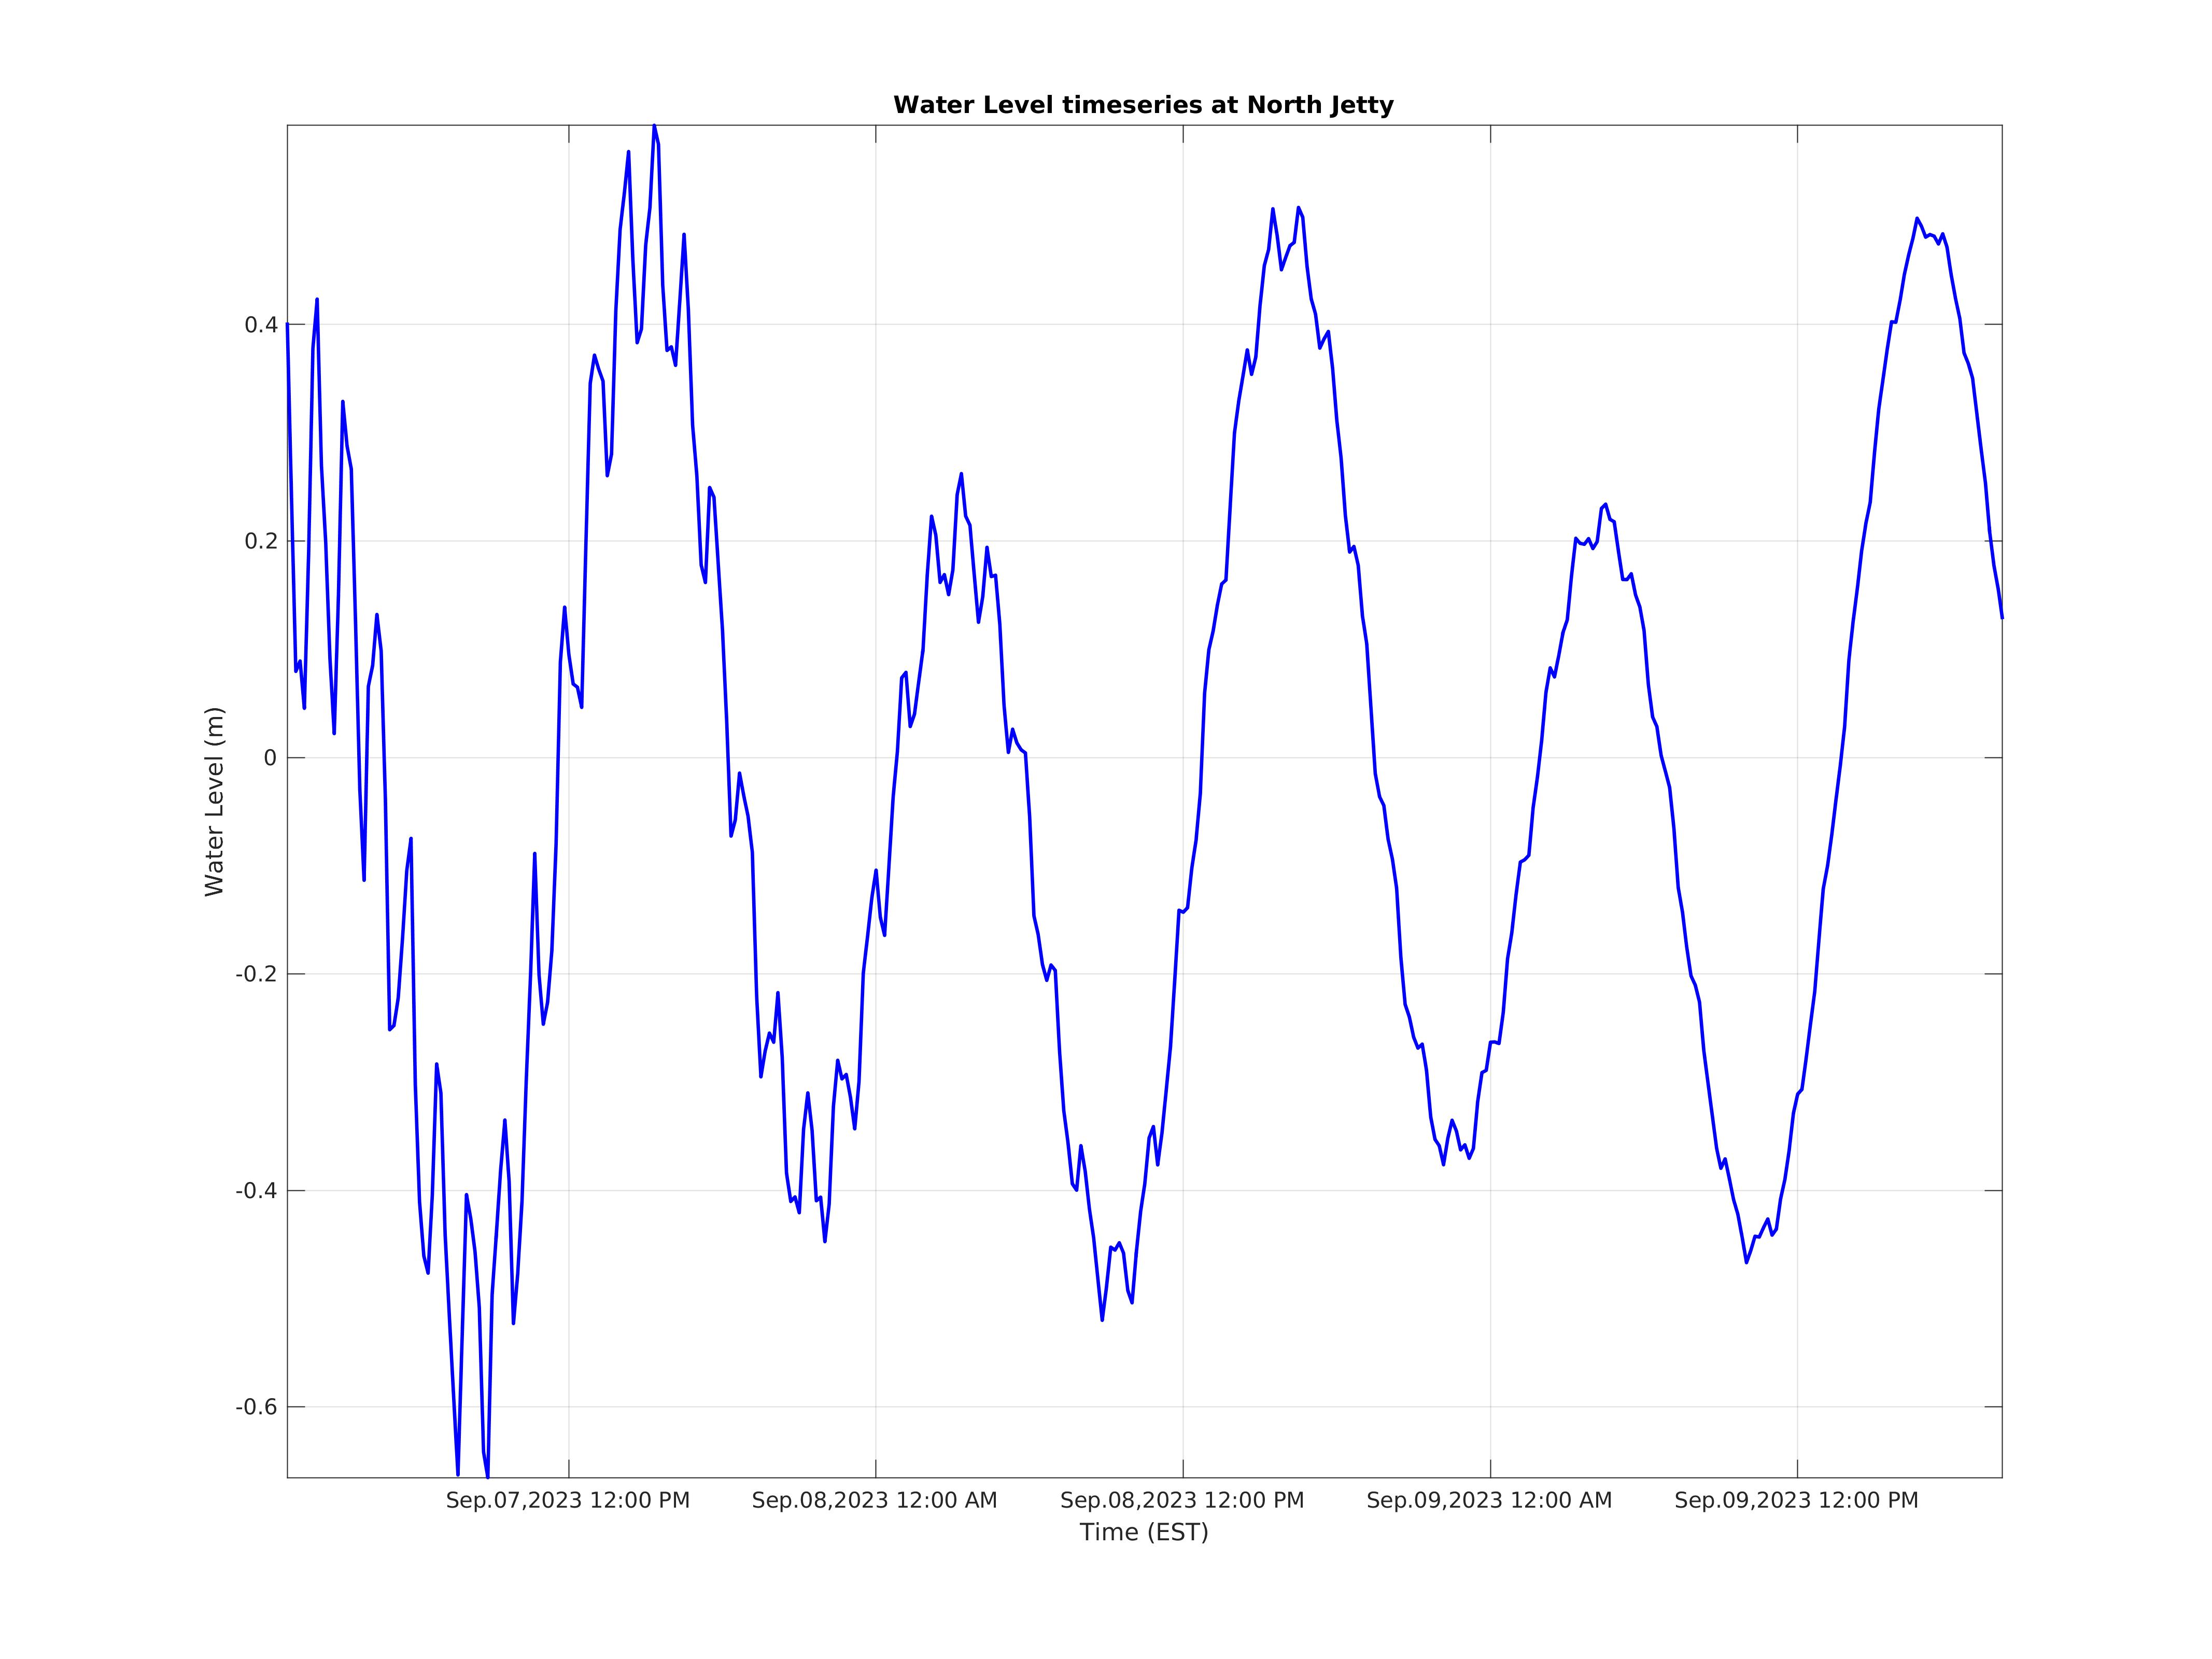 Water Level timeseries at North Jetty
0.4
0.2
0
-0.2
-0.4
-0.6
Water Level (m)
Sep.07,2023 12:00 PM
Sep.08,2023 12:00 AM
Sep.08,2023 12:00 PM
Sep.09,2023 12:00 AM
Sep.09,2023 12:00 PM
Time (EST)